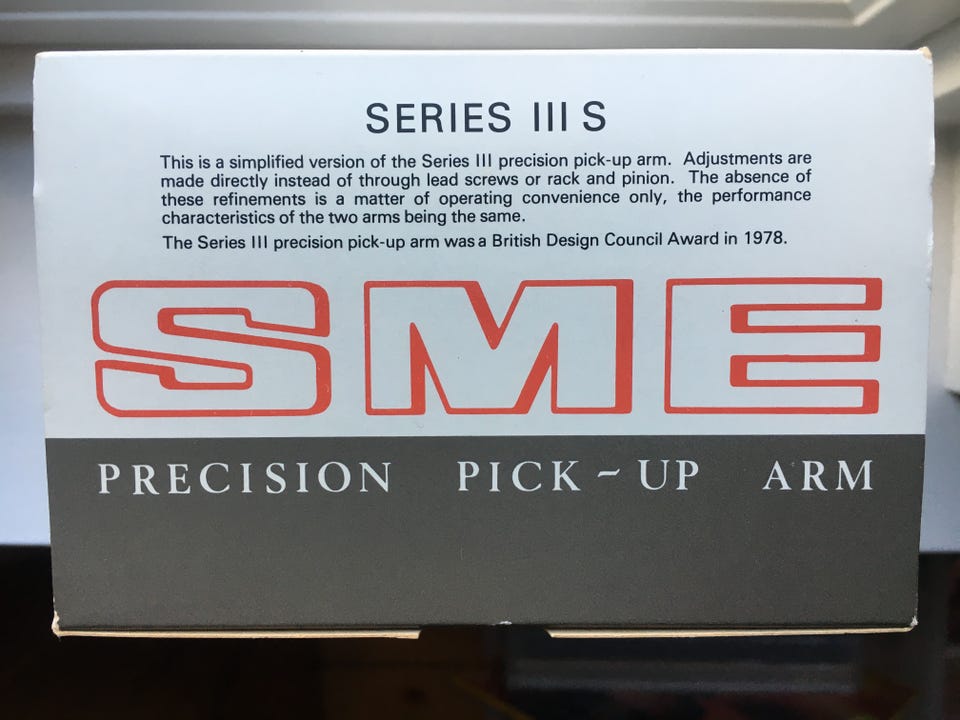 SERIES III S
This is a simplified version of the Series III precision pick-up arm. Adjustments are
made directly instead of through lead screws or rack and pinion. The absence of
these refinements is a matter of operating convenience only, the performance
characteristics of the two arms being the same.
The Series III precision pick-up arm was a British Design Council Award in 1978.
SME
PRECISION PICK~UP ARM